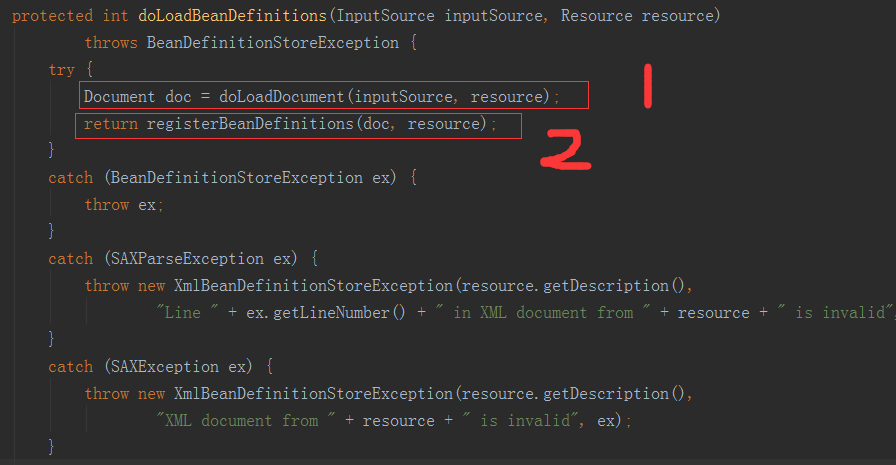 protected int doLoadBeanDefinitions(InputSource inputSource, Resource resource)
throws BeanDefinitionStoreException {
try {
Document doc = doLoadDocument(inputSource, resource);
1
return registerBeanDefinitions(doc, resource);
2
}
catch (BeanDefinitionStoreException ex) {
throw ex;
}
catch (SAXParseException ex) {
throw new XmlBeanDefinitionStoreException(resource.getDescription(),
"Line " + ex.getLineNumber() + " in XML document from " + resource + " is invalid",
}
catch (SAXException ex) {
throw new XmlBeanDefinitionStoreException(resource.getDescription(),
"XML document from " + resource + " is invalid", ex);
}